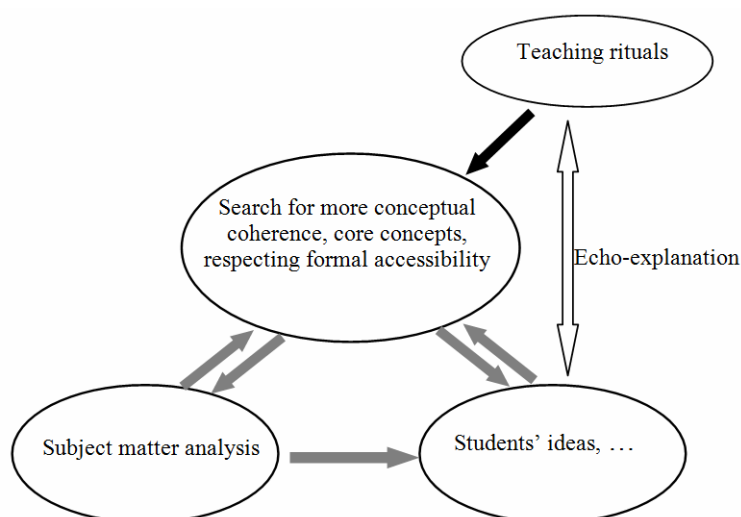 Teaching rituals
Search for more conceptual
coherence, core concepts,
respecting formal accessibility
Echo-explanation
Subject matter analysis
Students’ ideas, …